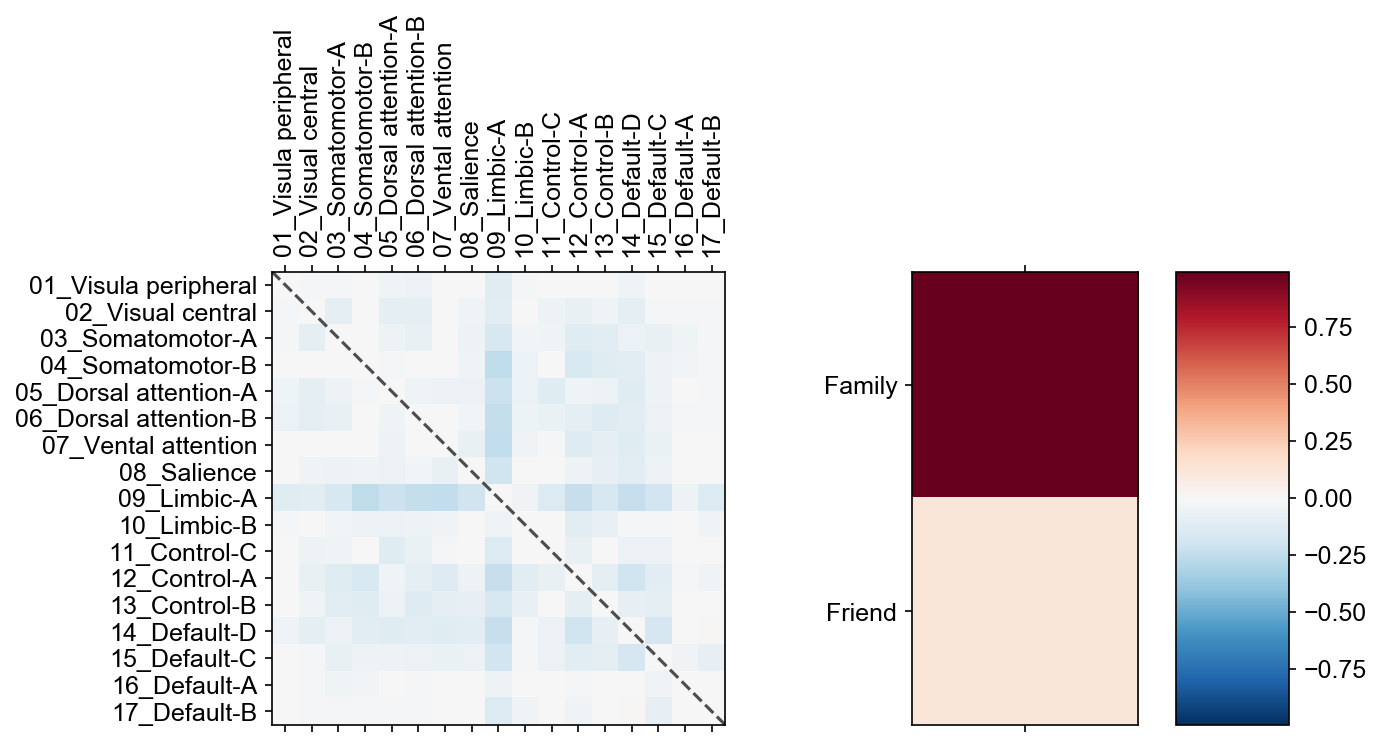 01_Visula peripheral
02_Visual central
03_Somatomotor-A
04_Somatomotor-B
05_Dorsal attention-A
06_Dorsal attention-B
07_Vental attention
08_Salience
09_Limbic-A
10_Limbic-B
11_Control-C
12_Control-A
13_Control-B
14_Default-D
15_Default-C
16_Default-A
17_Default-B
01_Visula peripheral
02_Visual central
03_Somatomotor-A
04_Somatomotor-B
05_Dorsal attention-A
06_Dorsal attention-B
07_Vental attention
08_Salience
09_Limbic-A
10_Limbic-B
11_Control-C
12_Control-A
13_Control-B
14_Default-D
15_Default-C
16_Default-A
17_Default-B
Family
Friend
0.75
0.50
0.25
0.00
−0.25
−0.50
−0.75